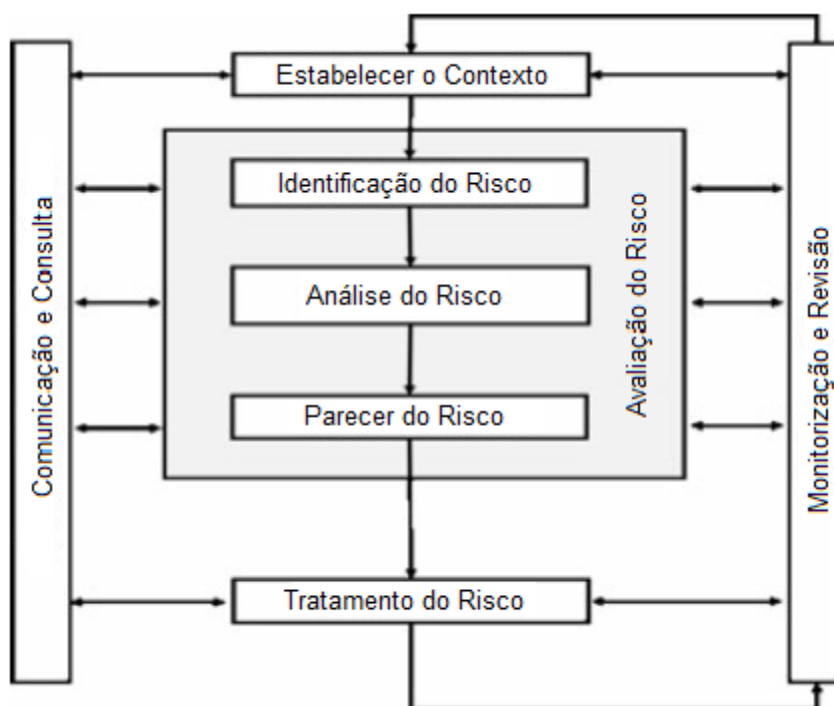 Estabelecer o Contexto
Identificação do Risco
Análise do Risco
Parecer do Risco
Avaliação do Risco
Tratamento do Risco
Comunicação e Consulta
Monitorização e Revisão